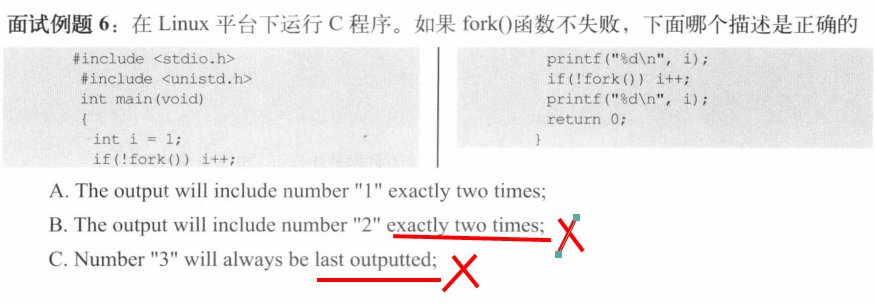 面试例题 6：在 Linux 平台下运行 C 程序。如果 fork()函数不失败，下面哪个描述是正确的
#include <stdio.h>
#include <unistd.h>
int main(void)
{
int i = 1;
if(!fork()) i++;
printf("%d\n", i);
if(!fork()) i++;
printf("%d\n", i);
return 0;
}
A. The output will include number "1" exactly two times;
B. The output will include number "2" exactly two times;
C. Number "3" will always be last outputted;